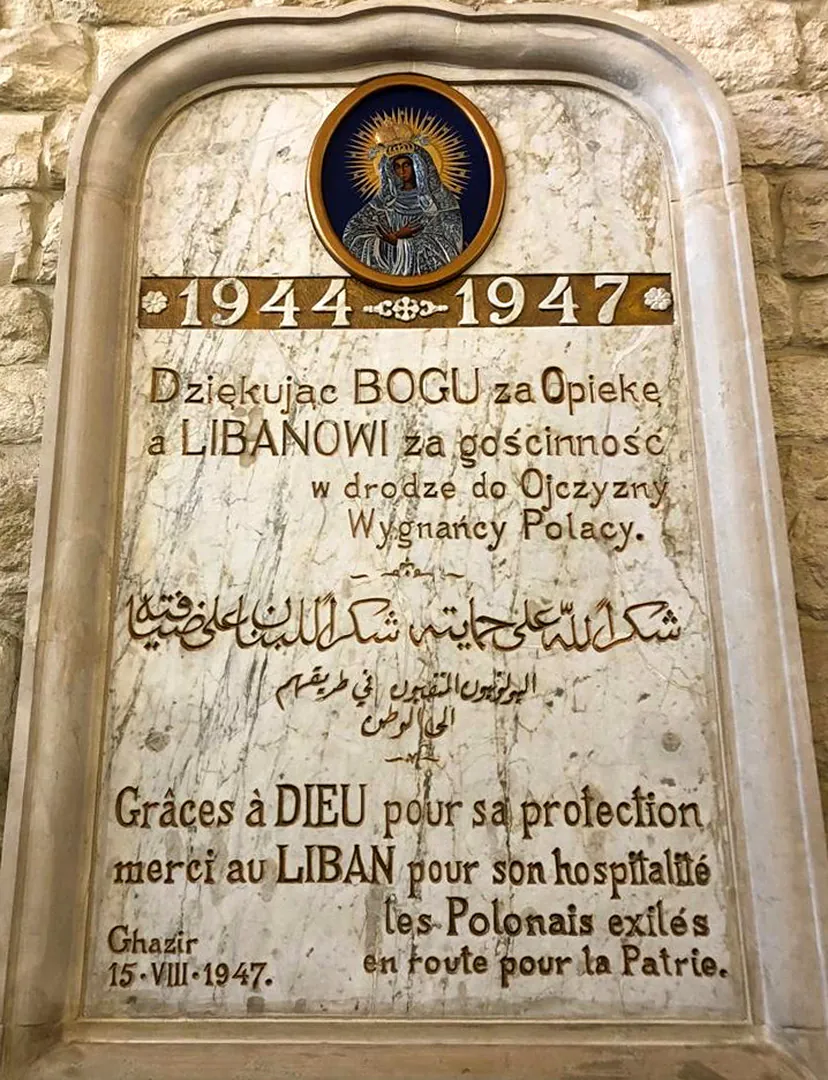 1944 1947
Dziękując BOGU za Opiekę
a LIBANOWI za gościnność
w drodze do Ojczyzny
Wygnańcy Polacy.
شكراً لله على حمايته شكراً للبنان على ضيافته
البولونيون المنفيون في طريقهم
الى الوطن
Grâces à DIEU pour sa protection
merci au LIBAN pour son hospitalité
les Polonais exilés
en route pour la Patrie.
Ghazir
15·VIII·1947.